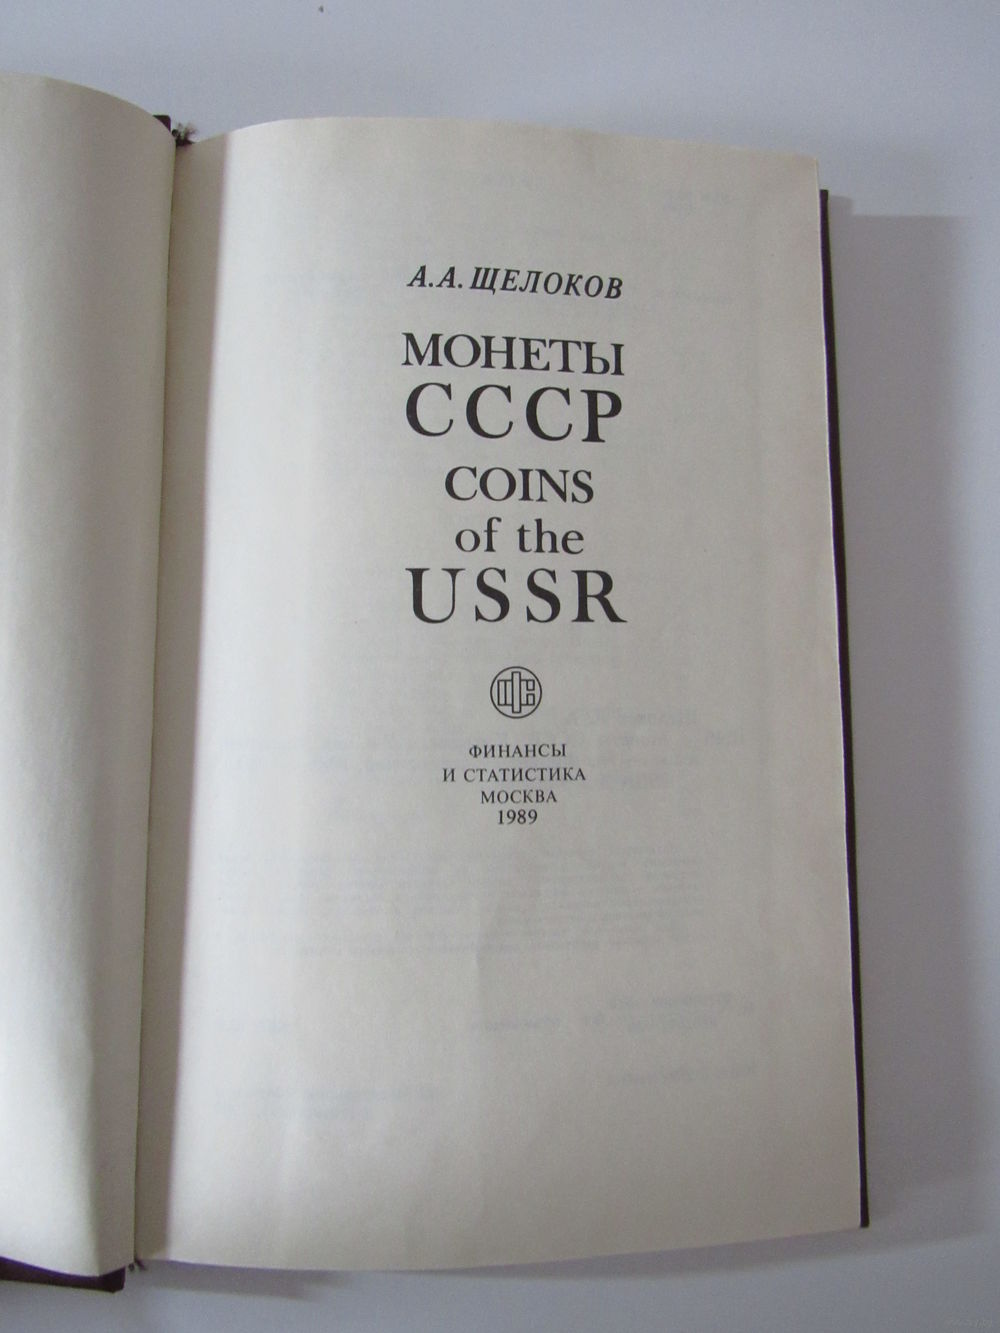 А.А. ЩЕЛОКОВ
МОНЕТЫ
СССР
COINS
of the
USSR
ФИНАНСЫ
И СТАТИСТИКА
МОСКВА
1989